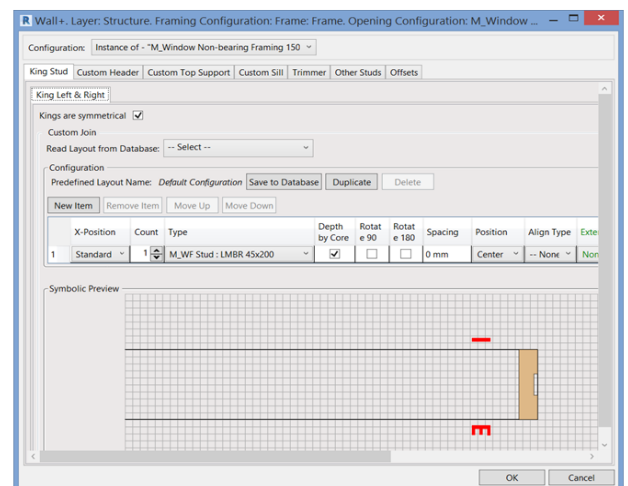 R Wall+. Layer: Structure. Framing Configuration: Frame: Frame. Opening Configuration: M_Window ...
Configuration: Instance of - "M_Window Non-bearing Framing 150
King Stud Custom Header Custom Top Support Custom Sill Trimmer Other Studs Offsets
King Left & Right
Kings are symmetrical
Custom Join
Read Layout from Database: -- Select --
Configuration
Predefined Layout Name: Default Configuration Save to Database Duplicate Delete
New Item Remove Item Move Up Move Down
X-Position Count Type Depth by Core Rotat e 90 Rotat e 180 Spacing Position Align Type Exte
1 Standard 1 M_WF Stud : LMBR 45x200 0 mm Center -- None Non
Symbolic Preview
I
E
OK Cancel